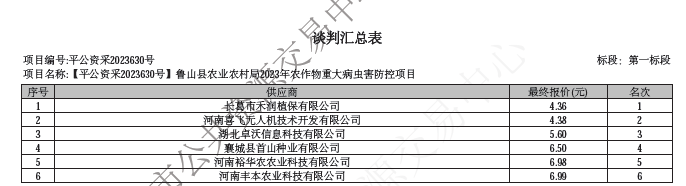 谈判汇总表
项目编号:平公资采2023630号 标段: 第一标段
项目名称:【平公资采2023630号】鲁山县农业农村局2023年农作物重大病虫害防控项目
序号 供应商 最终报价(元) 名次
1 长葛市禾润植保有限公司 4.36 1
2 河南喜飞无人机技术开发有限公司 4.38 2
3 湖北卓沃信息科技有限公司 5.60 3
4 襄城县首山种业有限公司 6.50 4
5 河南裕华农农业科技有限公司 6.98 5
6 河南丰本农业科技有限公司 6.99 6